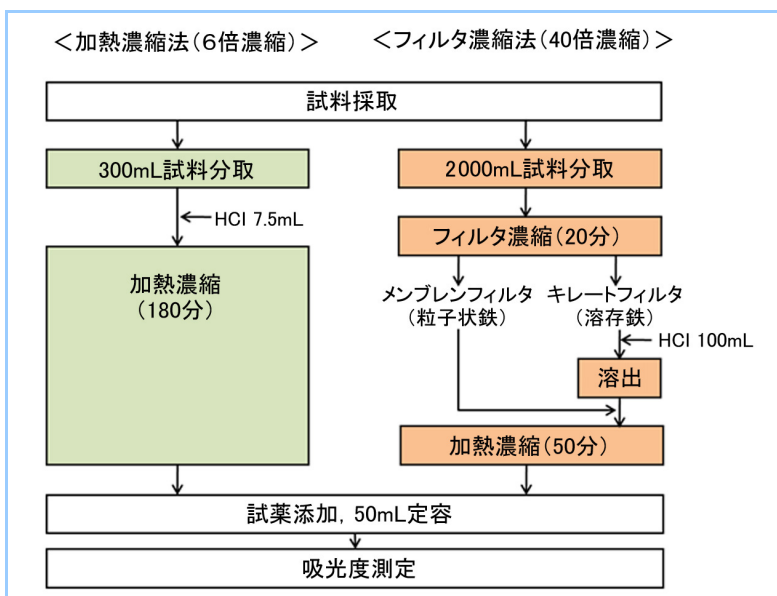 ＜加熱濃縮法（６倍濃縮）＞
＜フィルタ濃縮法（40倍濃縮）＞
試料採取
300mL試料分取
2000mL試料分取
HCl 7.5mL
フィルタ濃縮（20分）
加熱濃縮
（180分）
メンブレンフィルタ
（粒子状鉄）
キレートフィルタ
（溶存鉄）
HCl 100mL
溶出
加熱濃縮（50分）
試薬添加，50mL定容
吸光度測定